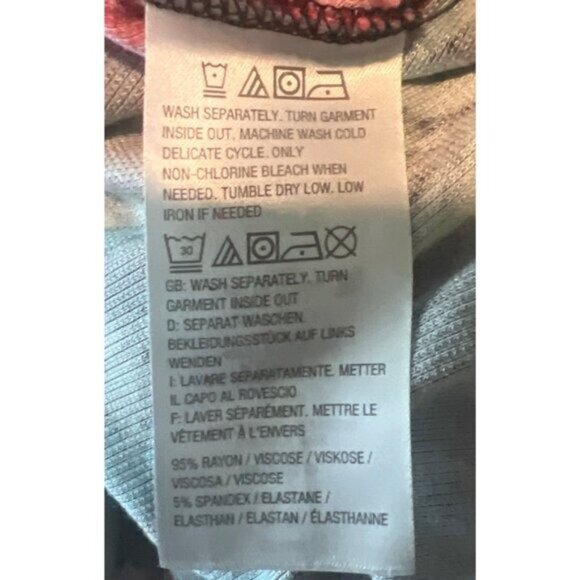 WASH SEPARATELY. TURN GARMENT
INSIDE OUT. MACHINE WASH COLD
DELICATE CYCLE. ONLY
NON-CHLORINE BLEACH WHEN
NEEDED. TUMBLE DRY LOW. LOW
IRON IF NEEDED
30
GB: WASH SEPARATELY. TURN
GARMENT INSIDE OUT
D: SEPARAT WASCHEN.
BEKLEIDUNGSSTÜCK AUF LINKS
WENDEN
I: LAVARE SEPARATAMENTE. METTER
IL CAPO AL ROVESCIO
F: LAVER SÉPARÉMENT. METTRE LE
VÊTEMENT À L'ENVERS
95% RAYON / VISCOSE / VISKOSE /
VISCOSA / VISCOSE
5% SPANDEX / ELASTANE /
ELASTHAN / ELASTAN / ÉLASTHANNE